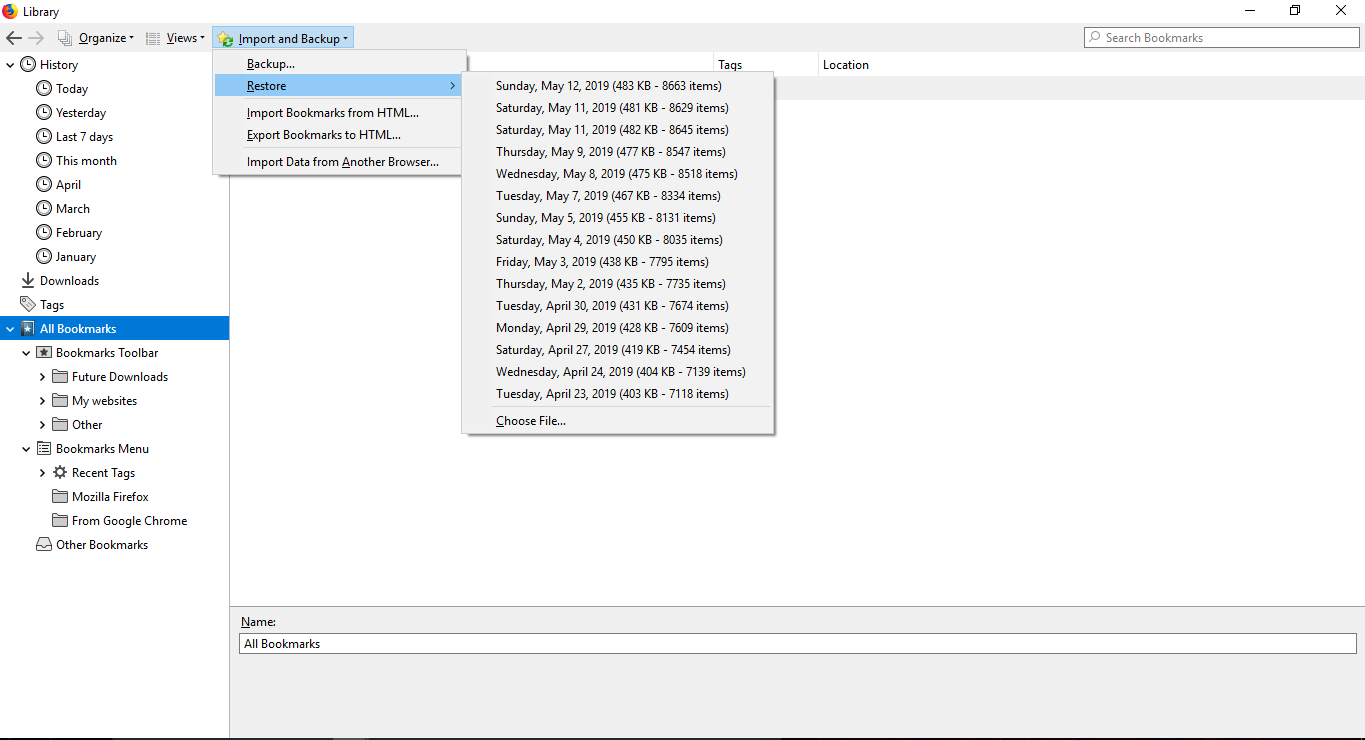 Library
Organize Views Import and Backup Search Bookmarks
Backup...
Restore
Import Bookmarks from HTML...
Export Bookmarks to HTML...
Import Data from Another Browser...
Sunday, May 12, 2019 (483 KB - 8663 items)
Saturday, May 11, 2019 (481 KB - 8629 items)
Saturday, May 11, 2019 (482 KB - 8645 items)
Thursday, May 9, 2019 (477 KB - 8547 items)
Wednesday, May 8, 2019 (475 KB - 8518 items)
Tuesday, May 7, 2019 (467 KB - 8334 items)
Sunday, May 5, 2019 (455 KB - 8131 items)
Saturday, May 4, 2019 (450 KB - 8035 items)
Friday, May 3, 2019 (438 KB - 7795 items)
Thursday, May 2, 2019 (435 KB - 7735 items)
Tuesday, April 30, 2019 (431 KB - 7674 items)
Monday, April 29, 2019 (428 KB - 7609 items)
Saturday, April 27, 2019 (419 KB - 7454 items)
Wednesday, April 24, 2019 (404 KB - 7139 items)
Tuesday, April 23, 2019 (403 KB - 7118 items)
Choose File...
Tags Location
History
Today
Yesterday
Last 7 days
This month
April
March
February
January
Downloads
Tags
All Bookmarks
Bookmarks Toolbar
Future Downloads
My websites
Other
Bookmarks Menu
Recent Tags
Mozilla Firefox
From Google Chrome
Other Bookmarks
Name:
All Bookmarks